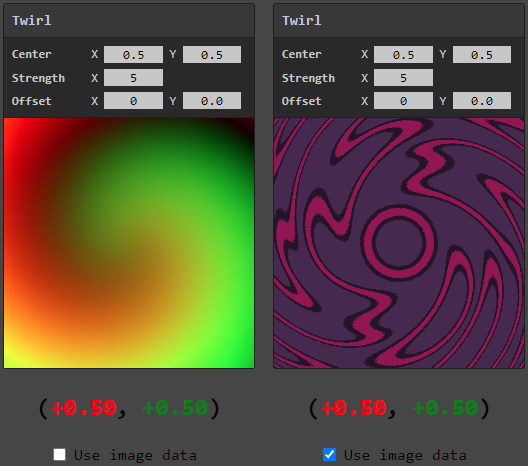 Twirl
Center X 0.5 Y 0.5
Strength X 5
Offset X 0 Y 0.0
(+0.50, +0.50)
Use image data
Twirl
Center X 0.5 Y 0.5
Strength X 5
Offset X 0 Y 0.0
(+0.50, +0.50)
Use image data